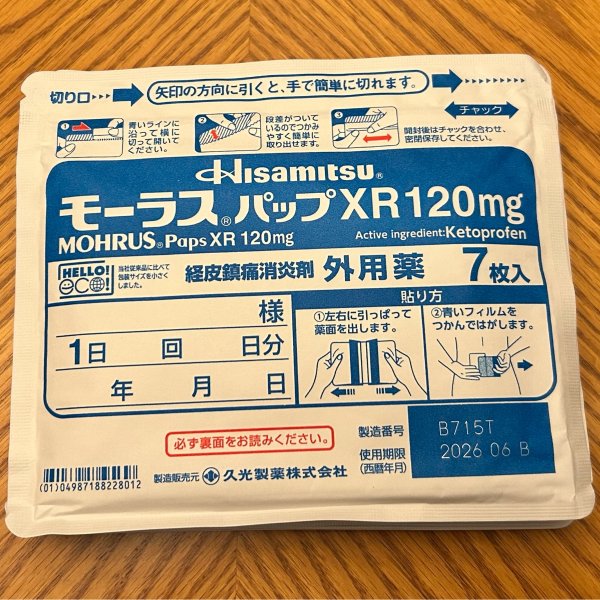 切り口
矢印の方向に引くと、手で簡単に切れます。
チャック
1
青いラインに
沿って横に
切って開いて
ください。
2
段差がついて
いるのでつかみ
やすく簡単に
取り出せます。
3
開封後はチャックを合わせ、
密閉保存してください。
Hisamitsu®
モーラス®パップXR120mg
MOHRUS® Paps XR 120mg
Active ingredient:Ketoprofen
HELLO!
eco!
当社従来品に比べて
包装サイズを小さく
しました。
経皮鎮痛消炎剤 外用薬 7枚入
様
1日 回 日分
年 月 日
貼り方
①左右に引っぱって
薬面を出します。
②青いフィルムを
つかんではがします。
必ず裏面をお読みください。
製造番号 B715T
使用期限 2026 06 B
(西暦年月)
(01)04987188228012
製造販売元 久光製薬株式会社